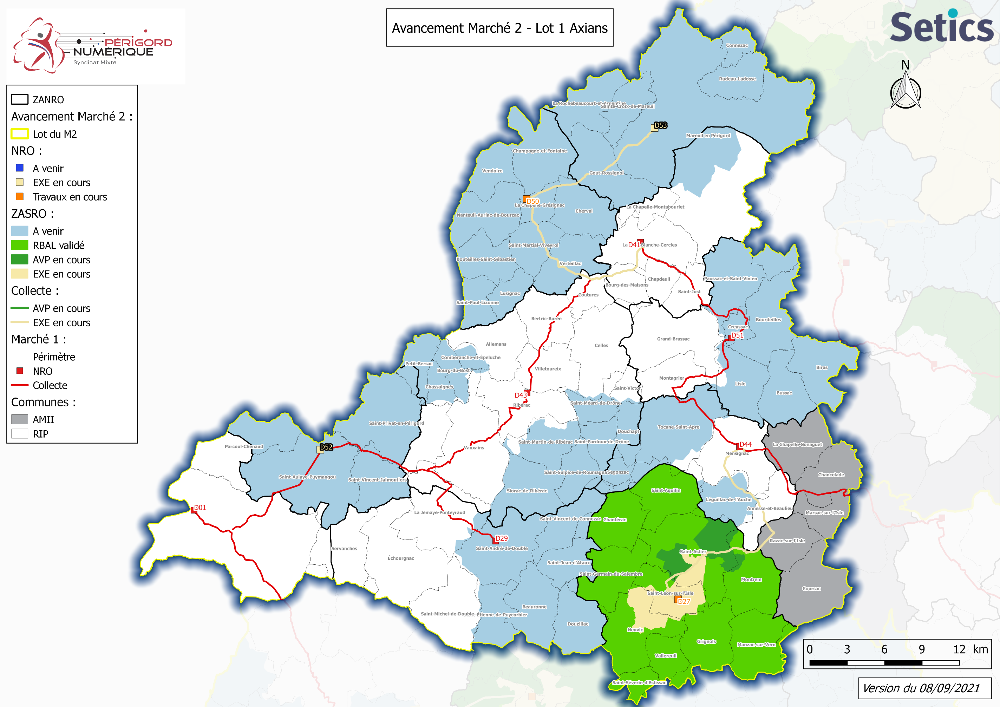 PÉRIGORD
NUMÉRIQUE
Syndicat Mixte
Avancement Marché 2 - Lot 1 Axians
Setics
N
ZANRO
Avancement Marché 2 :
Lot du M2
NRO :
A venir
EXE en cours
Travaux en cours
ZASRO :
A venir
RBAL validé
AVP en cours
EXE en cours
Collecte :
AVP en cours
EXE en cours
Marché 1 :
Périmètre
NRO
Collecte
Communes :
AMII
RIP
Connezac
Rudeau-Ladosse
La Rochebeaucourt-et-Argentine
Sainte-Croix-de-Mareuil
D53
Mareuil en Périgord
Champagne-et-Fontaine
Vendoire
Gout-Rossignol
D50
La Chapelle-Grésignac
Cherval
La Chapelle-Montabourlet
Nanteuil-Auriac-de-Bourzac
D41
La Blanche-Cercles
Saint-Martial-Viveyrol
Bouteilles-Saint-Sébastien
Verteillac
Chapdeuil
Paussac-et-Saint-Vivien
Bourg-des-Maisons
Saint-Just
Lusignac
Coutures
Saint-Paul-Lizonne
Bertric-Burée
Bourdeilles
Creyssac
D51
Grand-Brassac
Allemans
Celles
Comberanche-et-Épeluche
Petit-Bersac
Bourg-du-Bost
Villetoureix
Biras
Montagrier
Lisle
Chassaignes
Saint-Victor
Bussac
D43
Ribérac
Saint-Méard-de-Drône
Saint-Privat-en-Périgord
Tocane-Saint-Apre
Douchapt
Saint-Martin-de-Ribérac
Saint-Pardoux-de-Drône
La Chapelle-Gonaguet
D44
Parcoul-Chenaud
D52
Vanxains
Mensignac
Saint-Sulpice-de-Roumagna
Segonzac
Chancelade
Saint-Aulaye-Puymangou
Saint-Vincent-Jalmoutiers
Siorac-de-Ribérac
Saint-Aquilin
Léguillac-de-l'Auche
D01
Annesse-et-Beaulieu
La Jemaye-Ponteyraud
Marsac-sur-l'Isle
Saint-Vincent-de-Connezac
Chantérac
D29
Razac-sur-l'Isle
Servanches
Saint-André-de-Double
Saint-Astier
Échourgnac
Saint-Jean-d'Ataux
Saint-Germain-du-Salembre
Montrem
Coursac
Saint-Léon-sur-l'Isle
D27
Beauronne
Saint-Michel-de-Double
-Étienne-de-Puycorbier
Douzillac
Neuvic
Grignols
Manzac-sur-Vern
Vallereuil
Saint-Séverin-d'Estissac
0 3 6 9 12 km
Version du 08/09/2021